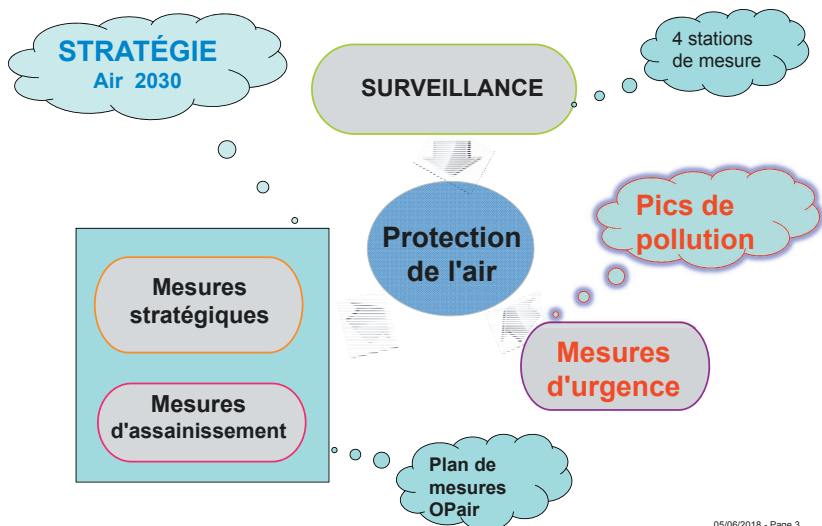 STRATÉGIE
Air 2030
SURVEILLANCE
4 stations
de mesure
Protection
de l'air
Pics de
pollution
Mesures
stratégiques
Mesures
d'urgence
Mesures
d'assainissement
Plan de
mesures
OPair
05/06/2018 - Page 3